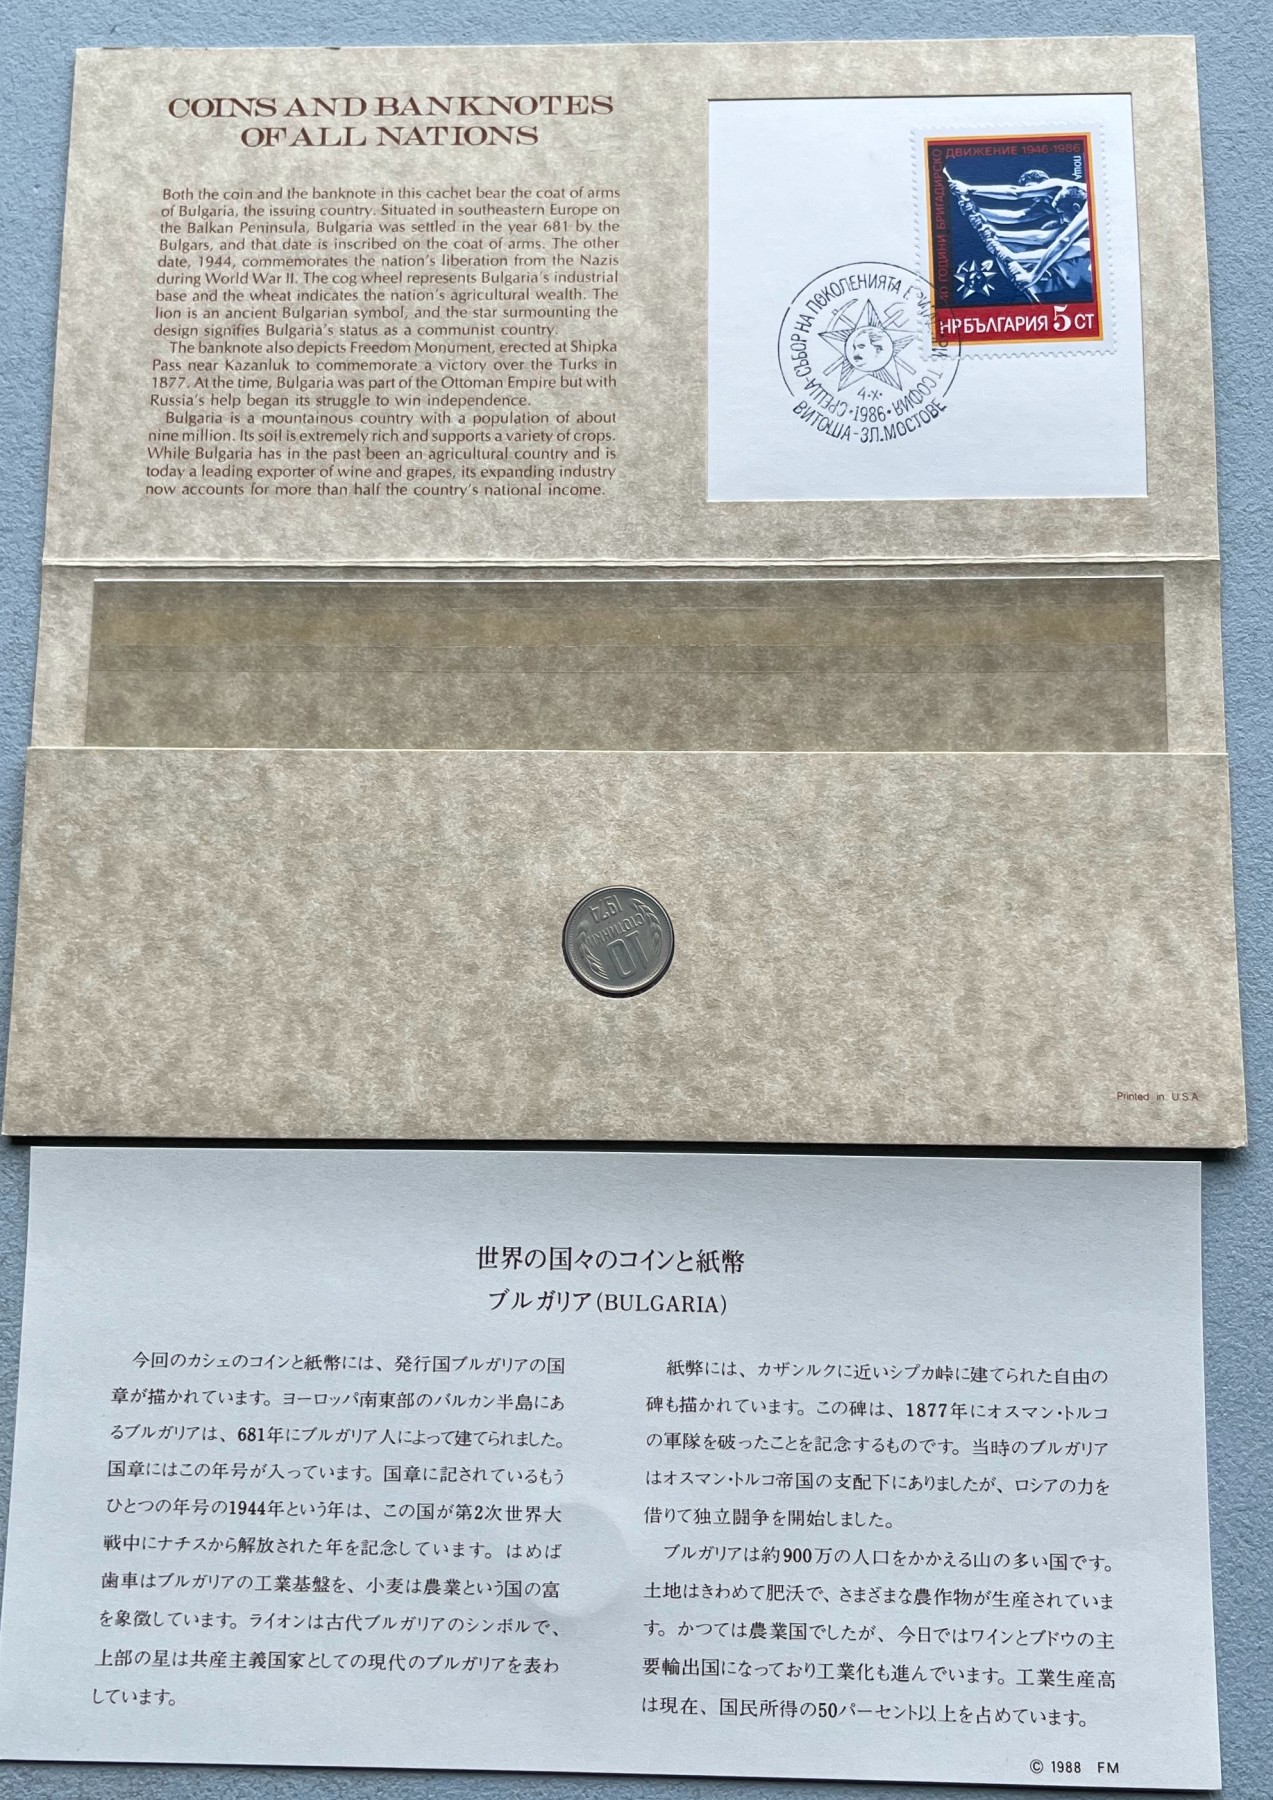 COINS AND BANKNOTES
OF ALL NATIONS
Both the coin and the banknote in this cachet bear the coat of arms
of Bulgaria, the issuing country. Situated in southeastern Europe on
the Balkan Peninsula, Bulgaria was settled in the year 681 by the
Bulgars, and that date is inscribed on the coat of arms. The other
date, 1944, commemorates the nation's liberation from the Nazis
during World War II. The cog wheel represents Bulgaria's industrial
base and the wheat indicates the nation's agricultural wealth. The
lion is an ancient Bulgarian symbol, and the star surmounting the
design signifies Bulgaria's status as a communist country.
The banknote also depicts Freedom Monument, erected at Shipka
Pass near Kazanluk to commemorate a victory over the Turks in
1877. At the time, Bulgaria was part of the Ottoman Empire but with
Russia's help began its struggle to win independence.
Bulgaria is a mountainous country with a population of about
nine million. Its soil is extremely rich and supports a variety of crops.
While Bulgaria has in the past been an agricultural country and is
today a leading exporter of wine and grapes, its expanding industry
now accounts for more than half the country's national income.
40 ГОДИНИ БРИГАДИРСКО
ДВИЖЕНИЕ 1946-1986
ПОЩА
НР БЪЛГАРИЯ 5 СТ
СРЕЩА-СЪБОР НА ПОКОЛЕНИЯТА
СОФИЯ
4·X·
·1986·
ВИТОША-ЗЛ.МОСТОВЕ
10
СТОТИНКИ
1974
Printed in U.S.A.
世界の国々のコインと紙幣
ブルガリア(BULGARIA)
今回のカシェのコインと紙幣には、発行国ブルガリアの国
章が描かれています。ヨーロッパ南東部のバルカン半島にあ
るブルガリアは、681年にブルガリア人によって建てられました。
国章にはこの年号が入っています。国章に記されているもう
ひとつの年号の1944年という年は、この国が第2次世界大
戦中にナチスから解放された年を記念しています。はめば
歯車はブルガリアの工業基盤を、小麦は農業という国の富
を象徴しています。ライオンは古代ブルガリアのシンボルで、
上部の星は共産主義国家としての現代のブルガリアを表わ
しています。
紙弊には、カザンルクに近いシプカ峠に建てられた自由の
碑も描かれています。この碑は、1877年にオスマン・トルコ
の軍隊を破ったことを記念するものです。当時のブルガリア
はオスマン・トルコ帝国の支配下にありましたが、ロシアの力を
借りて独立闘争を開始しました。
ブルガリアは約900万の人口をかかえる山の多い国です。
土地はきわめて肥沃で、さまざまな農作物が生産されていま
す。かつては農業国でしたが、今日ではワインとブドウの主
要輸出国になっており工業化も進んでいます。工業生産高
は現在、国民所得の50パーセント以上を占めています。
© 1988 FM